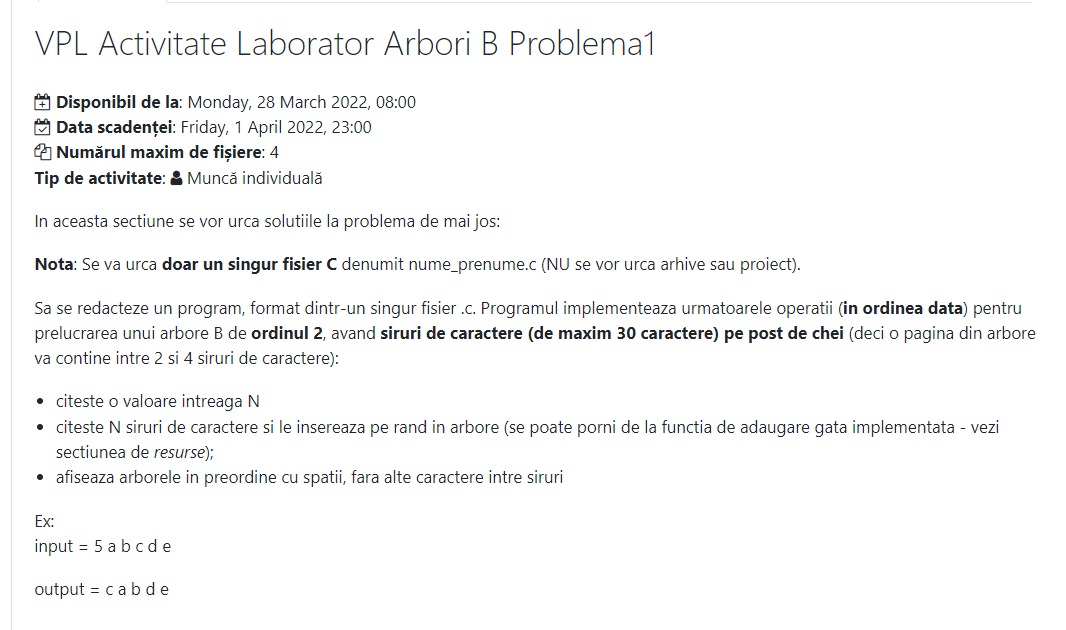 VPL Activitate Laborator Arbori B Problema1
Disponibil de la: Monday, 28 March 2022, 08:00
Data scadenței: Friday, 1 April 2022, 23:00
Numărul maxim de fișiere: 4
Tip de activitate: Muncă individuală
In aceasta sectiune se vor urca solutiile la problema de mai jos:
Nota: Se va urca doar un singur fisier C denumit nume_prenume.c (NU se vor urca arhive sau proiect).
Sa se redacteze un program, format dintr-un singur fisier .c. Programul implementeaza urmatoarele operatii (in ordinea data) pentru
prelucrarea unui arbore B de ordinul 2, avand siruri de caractere (de maxim 30 caractere) pe post de chei (deci o pagina din arbore
va contine intre 2 si 4 siruri de caractere):
• citeste o valoare intreaga N
• citeste N siruri de caractere si le insereaza pe rand in arbore (se poate porni de la functia de adaugare gata implementata - vezi
sectiunea de resurse);
• afiseaza arborele in preordine cu spatii, fara alte caractere intre siruri
Ex:
input = 5 a b c d e
output = c a b d e